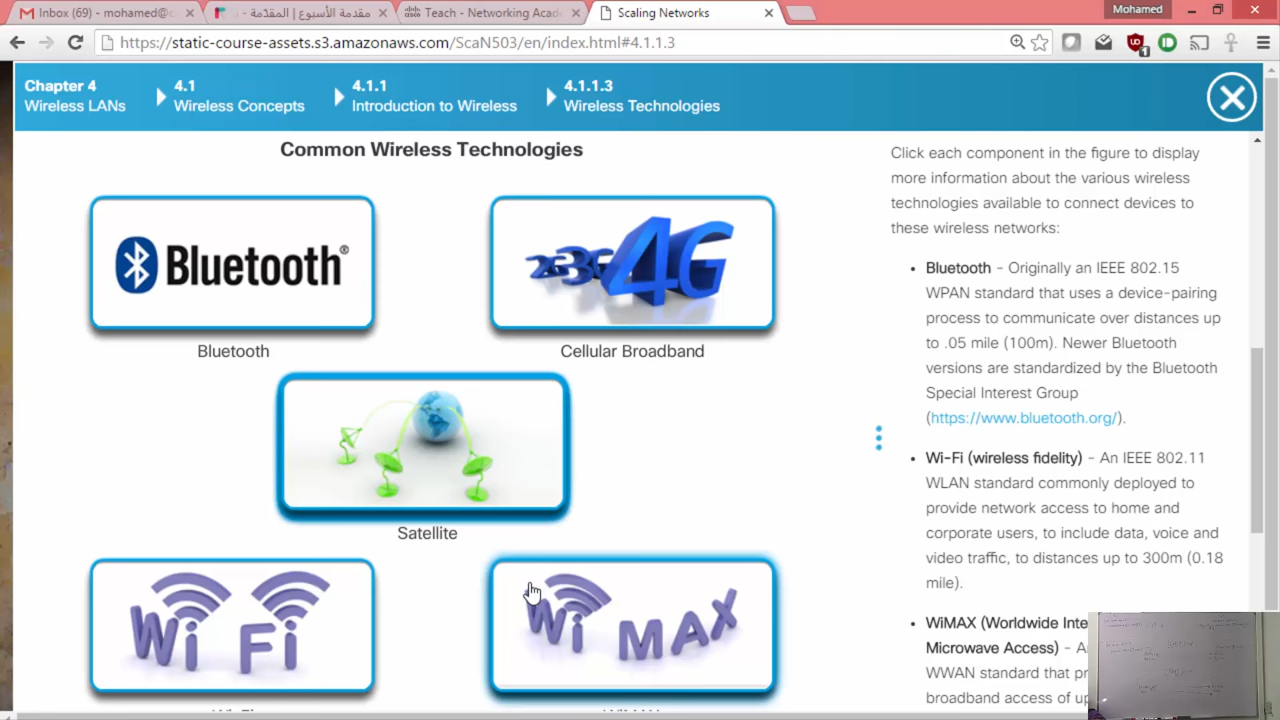 Inbox (69) - mohamed@c
مقدمة الأسبوع | المقدّمة -
Teach - Networking Acade
Scaling Networks
Mohamed
https://static-course-assets.s3.amazonaws.com/ScaN503/en/index.html#4.1.1.3
Chapter 4
Wireless LANs
4.1
Wireless Concepts
4.1.1
Introduction to Wireless
4.1.1.3
Wireless Technologies
Common Wireless Technologies
Bluetooth®
Bluetooth
2G 3G 4G
Cellular Broadband
Satellite
Wi Fi
Wi MAX
Wi-Fi
WiMAX
Click each component in the figure to display
more information about the various wireless
technologies available to connect devices to
these wireless networks:
• Bluetooth - Originally an IEEE 802.15
WPAN standard that uses a device-pairing
process to communicate over distances up
to .05 mile (100m). Newer Bluetooth
versions are standardized by the Bluetooth
Special Interest Group
(https://www.bluetooth.org/).
• Wi-Fi (wireless fidelity) - An IEEE 802.11
WLAN standard commonly deployed to
provide network access to home and
corporate users, to include data, voice and
video traffic, to distances up to 300m (0.18
mile).
• WiMAX (Worldwide Inte
Microwave Access) - A
WWAN standard that pr
broadband access of up